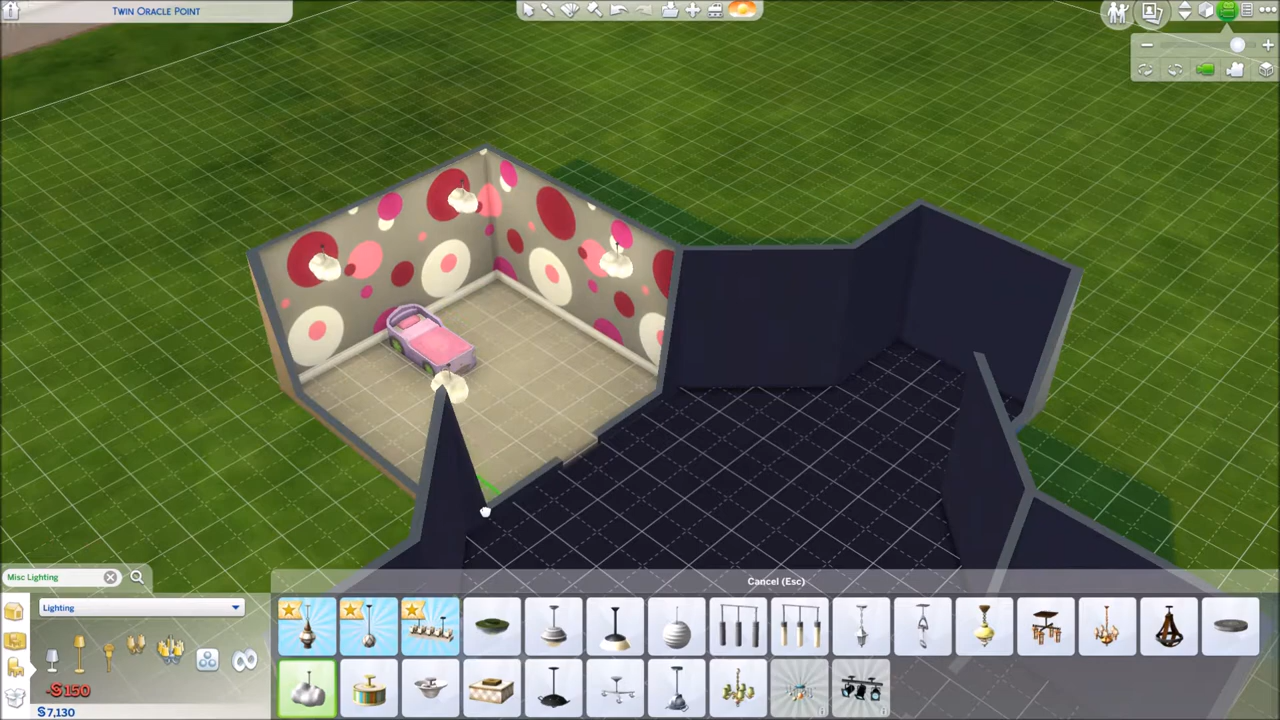 TWIN ORACLE POINT
Cancel (Esc)
Misc Lighting
Lighting
-§150
§7,130